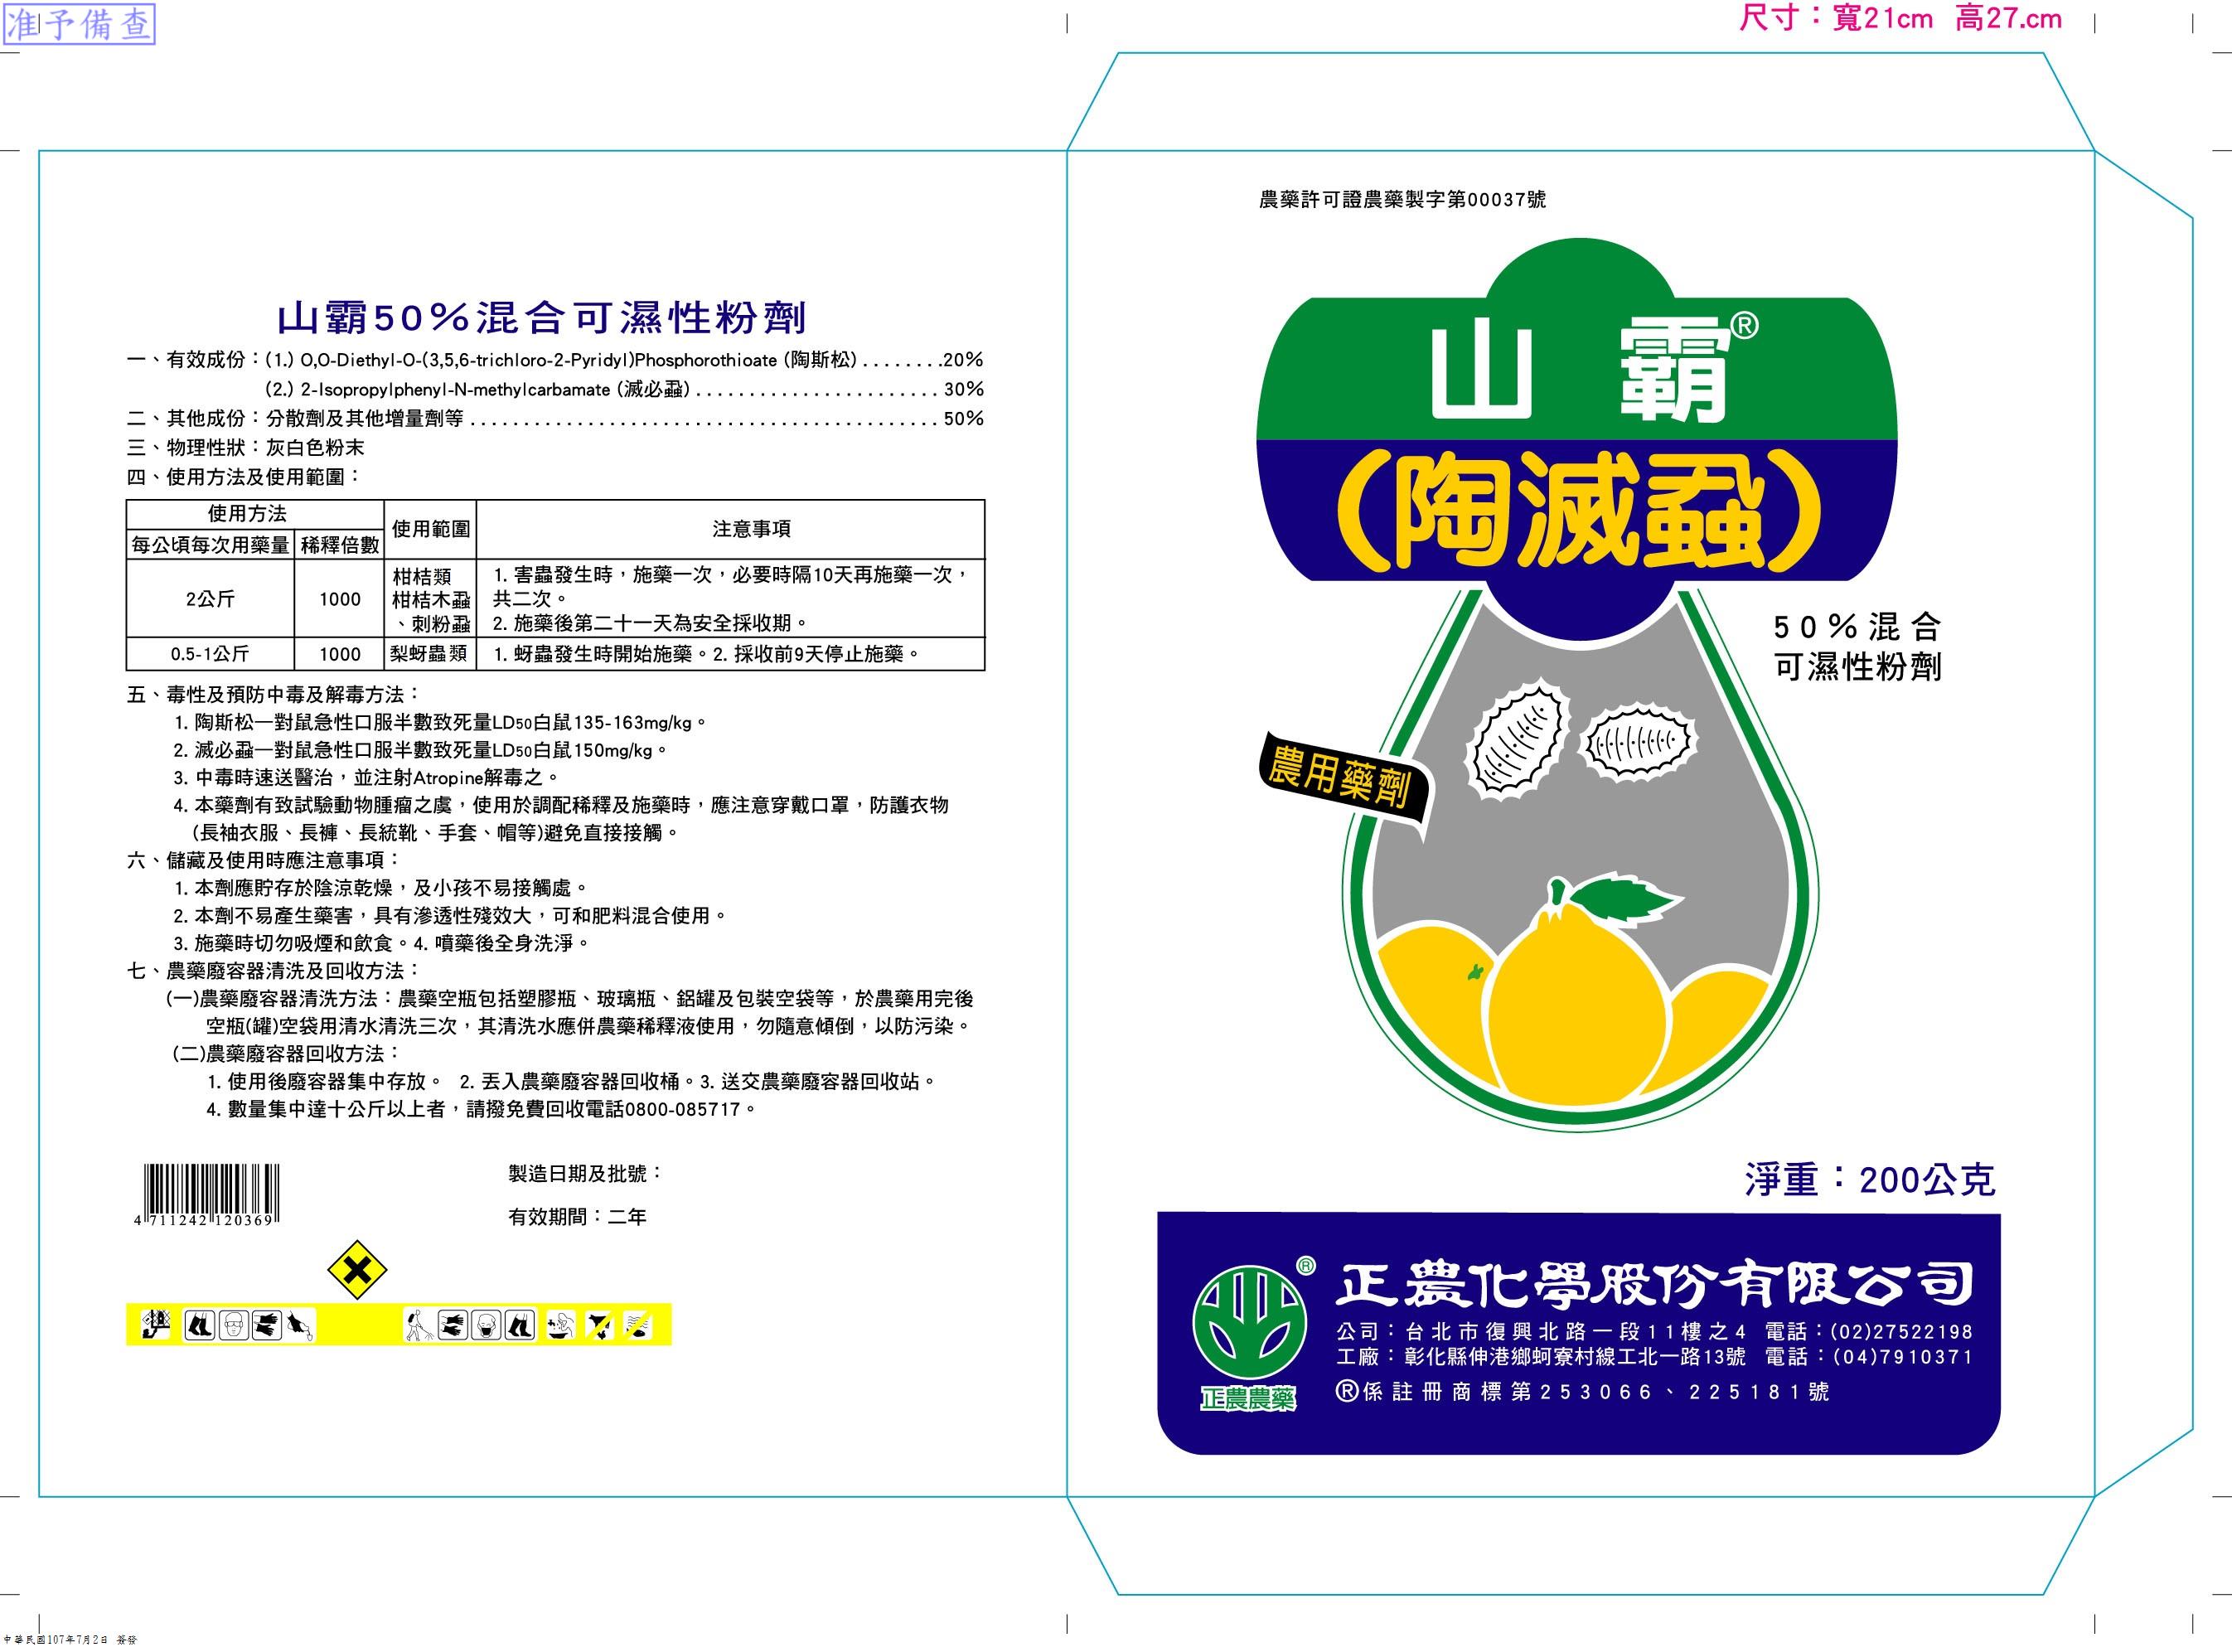 准予備查
尺寸：寬21cm 高27.cm
山霸50%混合可濕性粉劑
一、有效成份：(1.) O,O-Diethyl-O-(3,5,6-trichloro-2-Pyridyl)Phosphorothioate (陶斯松)........20%
(2.) 2-Isopropylphenyl-N-methylcarbamate (滅必蝨)....................... 30%
二、其他成份：分散劑及其他增量劑等............................................ 50%
三、物理性狀：灰白色粉末
四、使用方法及使用範圍：
使用方法
每公頃每次用藥量 稀釋倍數 使用範圍 注意事項
2公斤 1000
柑桔類
柑桔木蝨
、刺粉蝨
1. 害蟲發生時，施藥一次，必要時隔10天再施藥一次，
共二次。
2. 施藥後第二十一天為安全採收期。
0.5-1公斤 1000 梨蚜蟲類 1. 蚜蟲發生時開始施藥。2. 採收前9天停止施藥。
五、毒性及預防中毒及解毒方法：
1. 陶斯松一對鼠急性口服半數致死量LD50白鼠135-163mg/kg。
2. 滅必蝨一對鼠急性口服半數致死量LD50白鼠150mg/kg。
3. 中毒時速送醫治，並注射Atropine解毒之。
4. 本藥劑有致試驗動物腫瘤之虞，使用於調配稀釋及施藥時，應注意穿戴口罩，防護衣物
(長袖衣服、長褲、長統靴、手套、帽等)避免直接接觸。
六、儲藏及使用時應注意事項：
1. 本劑應貯存於陰涼乾燥，及小孩不易接觸處。
2. 本劑不易產生藥害，具有滲透性殘效大，可和肥料混合使用。
3. 施藥時切勿吸煙和飲食。4. 噴藥後全身洗淨。
七、農藥廢容器清洗及回收方法：
(一)農藥廢容器清洗方法：農藥空瓶包括塑膠瓶、玻璃瓶、鋁罐及包裝空袋等，於農藥用完後
空瓶(罐)空袋用清水清洗三次，其清洗水應併農藥稀釋液使用，勿隨意傾倒，以防污染。
(二)農藥廢容器回收方法：
1. 使用後廢容器集中存放。 2. 丟入農藥廢容器回收桶。3. 送交農藥廢容器回收站。
4. 數量集中達十公斤以上者，請撥免費回收電話0800-085717。
製造日期及批號：
有效期間：二年
4 711242 120369
農藥許可證農藥製字第00037號
山霸®
(陶滅蝨)
50%混合
可濕性粉劑
農用藥劑
淨重：200公克
®
正農農藥
正農化學股份有限公司
公司：台北市復興北路一段11樓之4 電話：(02)27522198
工廠：彰化縣伸港鄉蚵寮村線工北一路13號 電話：(04)7910371
®係註冊商標第253066、225181號
中華民國107年7月2日 簽發